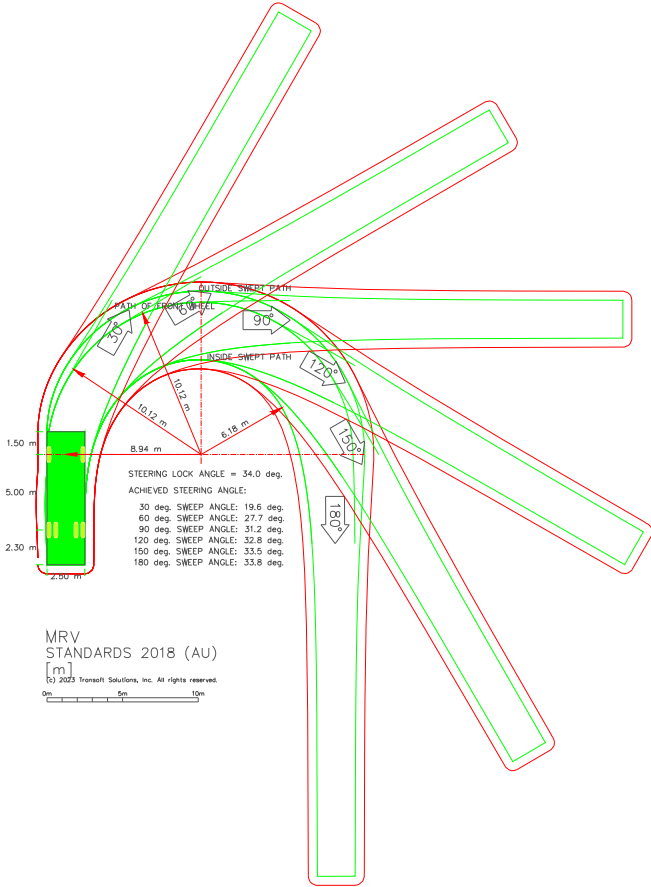 OUTSIDE SWEPT PATH
PATH OF FRONT WHEEL
30°
60°
90°
INSIDE SWEPT PATH
120°
150°
180°
10.12 m
10.12 m
6.18 m
8.94 m
1.50 m
5.00 m
2.30 m
2.50 m
STEERING LOCK ANGLE = 34.0 deg.
ACHIEVED STEERING ANGLE:
30 deg. SWEEP ANGLE: 19.6 deg.
60 deg. SWEEP ANGLE: 27.7 deg.
90 deg. SWEEP ANGLE: 31.2 deg.
120 deg. SWEEP ANGLE: 32.8 deg.
150 deg. SWEEP ANGLE: 33.5 deg.
180 deg. SWEEP ANGLE: 33.8 deg.
MRV
STANDARDS 2018 (AU)
[m]
(c) 2023 Transoft Solutions, Inc. All rights reserved.
0m 5m 10m